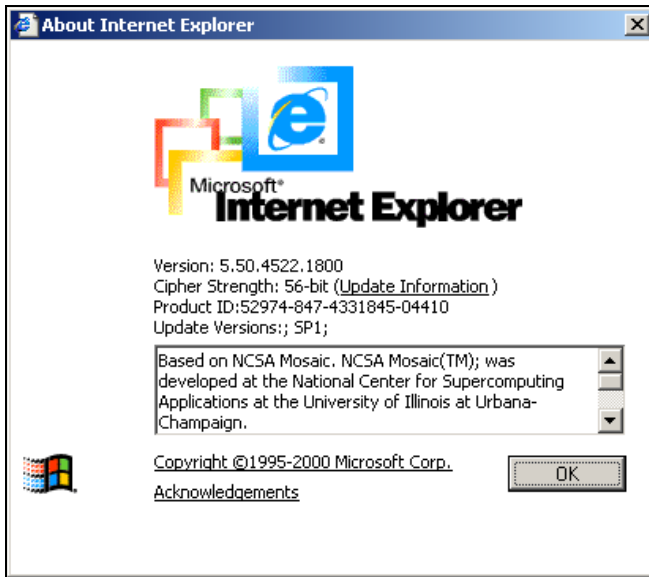 About Internet Explorer
Microsoft®
Internet Explorer
Version: 5.50.4522.1800
Cipher Strength: 56-bit (Update Information )
Product ID:52974-847-4331845-04410
Update Versions:; SP1;
Based on NCSA Mosaic. NCSA Mosaic(TM); was
developed at the National Center for Supercomputing
Applications at the University of Illinois at Urbana-
Champaign.
Copyright ©1995-2000 Microsoft Corp.
OK
Acknowledgements